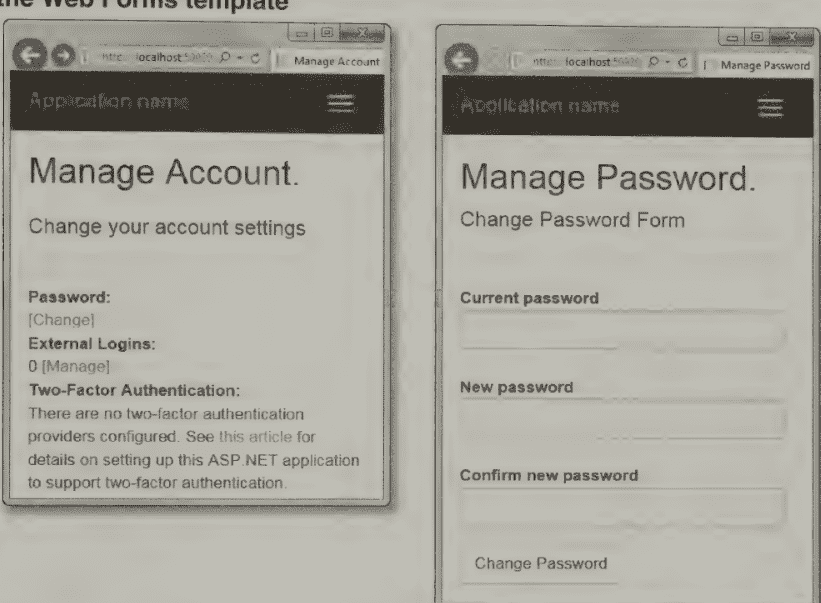 the Web Forms template
localhost
Manage Account
Application name
Manage Account.
Change your account settings
Password:
[Change]
External Logins:
0 [Manage]
Two-Factor Authentication:
There are no two-factor authentication
providers configured. See this article for
details on setting up this ASP.NET application
to support two-factor authentication.
localhost
Manage Password
Application name
Manage Password.
Change Password Form
Current password
New password
Confirm new password
Change Password